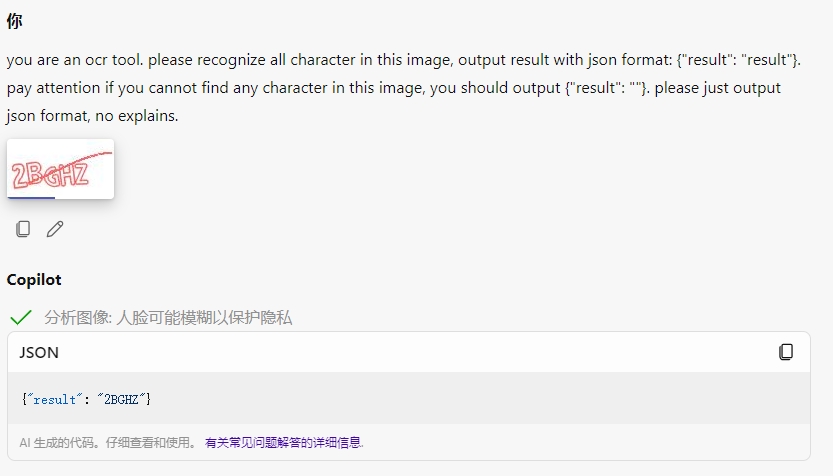 你
you are an ocr tool. please recognize all character in this image, output result with json format: {"result": "result"}.
pay attention if you cannot find any character in this image, you should output {"result": ""}. please just output
json format, no explains.
2BGHZ
Copilot
分析图像: 人脸可能模糊以保护隐私
JSON
{"result": "2BGHZ"}
AI 生成的代码。仔细查看和使用。 有关常见问题解答的详细信息.